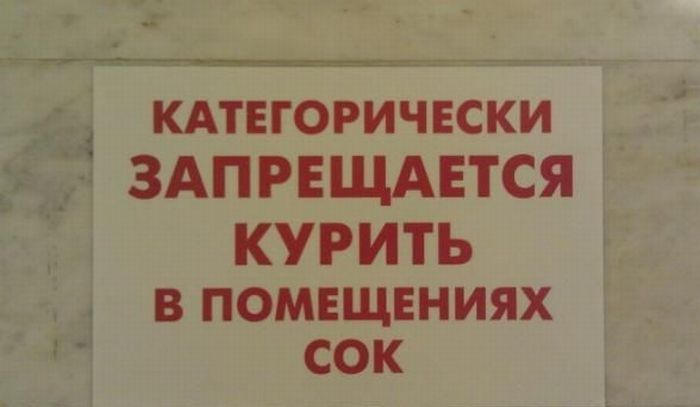 КАТЕГОРИЧЕСКИ
ЗАПРЕЩАЕТСЯ
КУРИТЬ
В ПОМЕЩЕНИЯХ
СОК